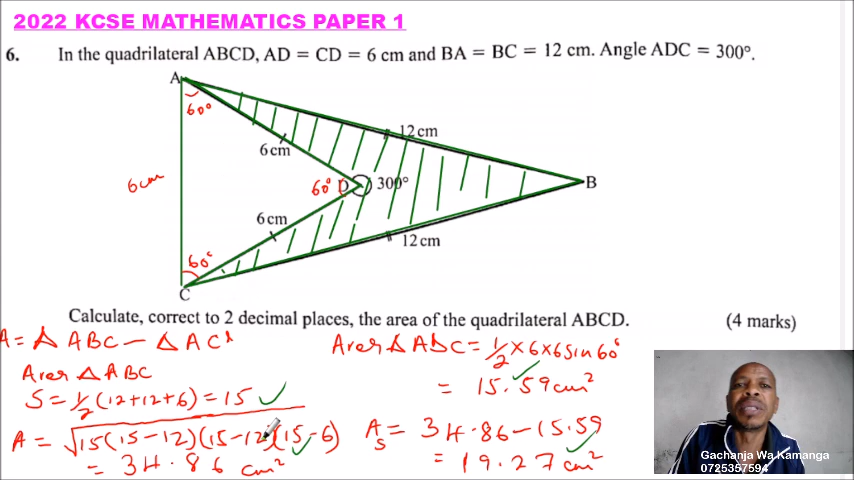 2022 KCSE MATHEMATICS PAPER 1
6. In the quadrilateral ABCD, AD = CD = 6 cm and BA = BC = 12 cm. Angle ADC = 300°.
A
60°
12 cm
6 cm
6cm
60° D 300°
B
6 cm
12 cm
60°
C
Calculate, correct to 2 decimal places, the area of the quadrilateral ABCD. (4 marks)
A = △ ABC − △ ACD
Area △ ABC
S = 1/2 (12+12+6) = 15 ✓
A = √15(15−12)(15−12)(15−6)
= 34.86 cm²
Area △ ADC = 1/2 × 6 × 6 sin 60°
= 15.59 cm²
A_S = 34.86 − 15.59
= 19.27 cm²
Gachanja Wa Kamanga
0725357594